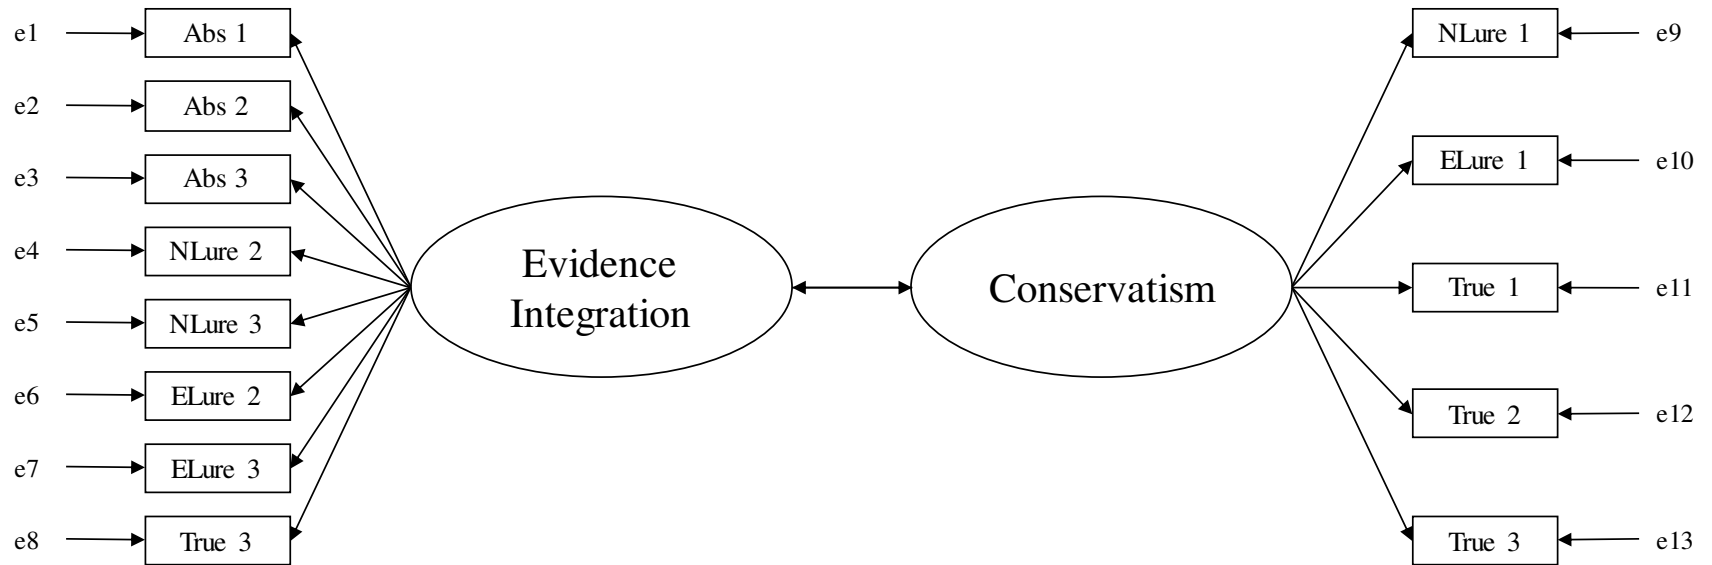 e1
Abs 1
e2
Abs 2
e3
Abs 3
e4
NLure 2
e5
NLure 3
e6
ELure 2
e7
ELure 3
e8
True 3
Evidence
Integration
Conservatism
NLure 1
e9
ELure 1
e10
True 1
e11
True 2
e12
True 3
e13